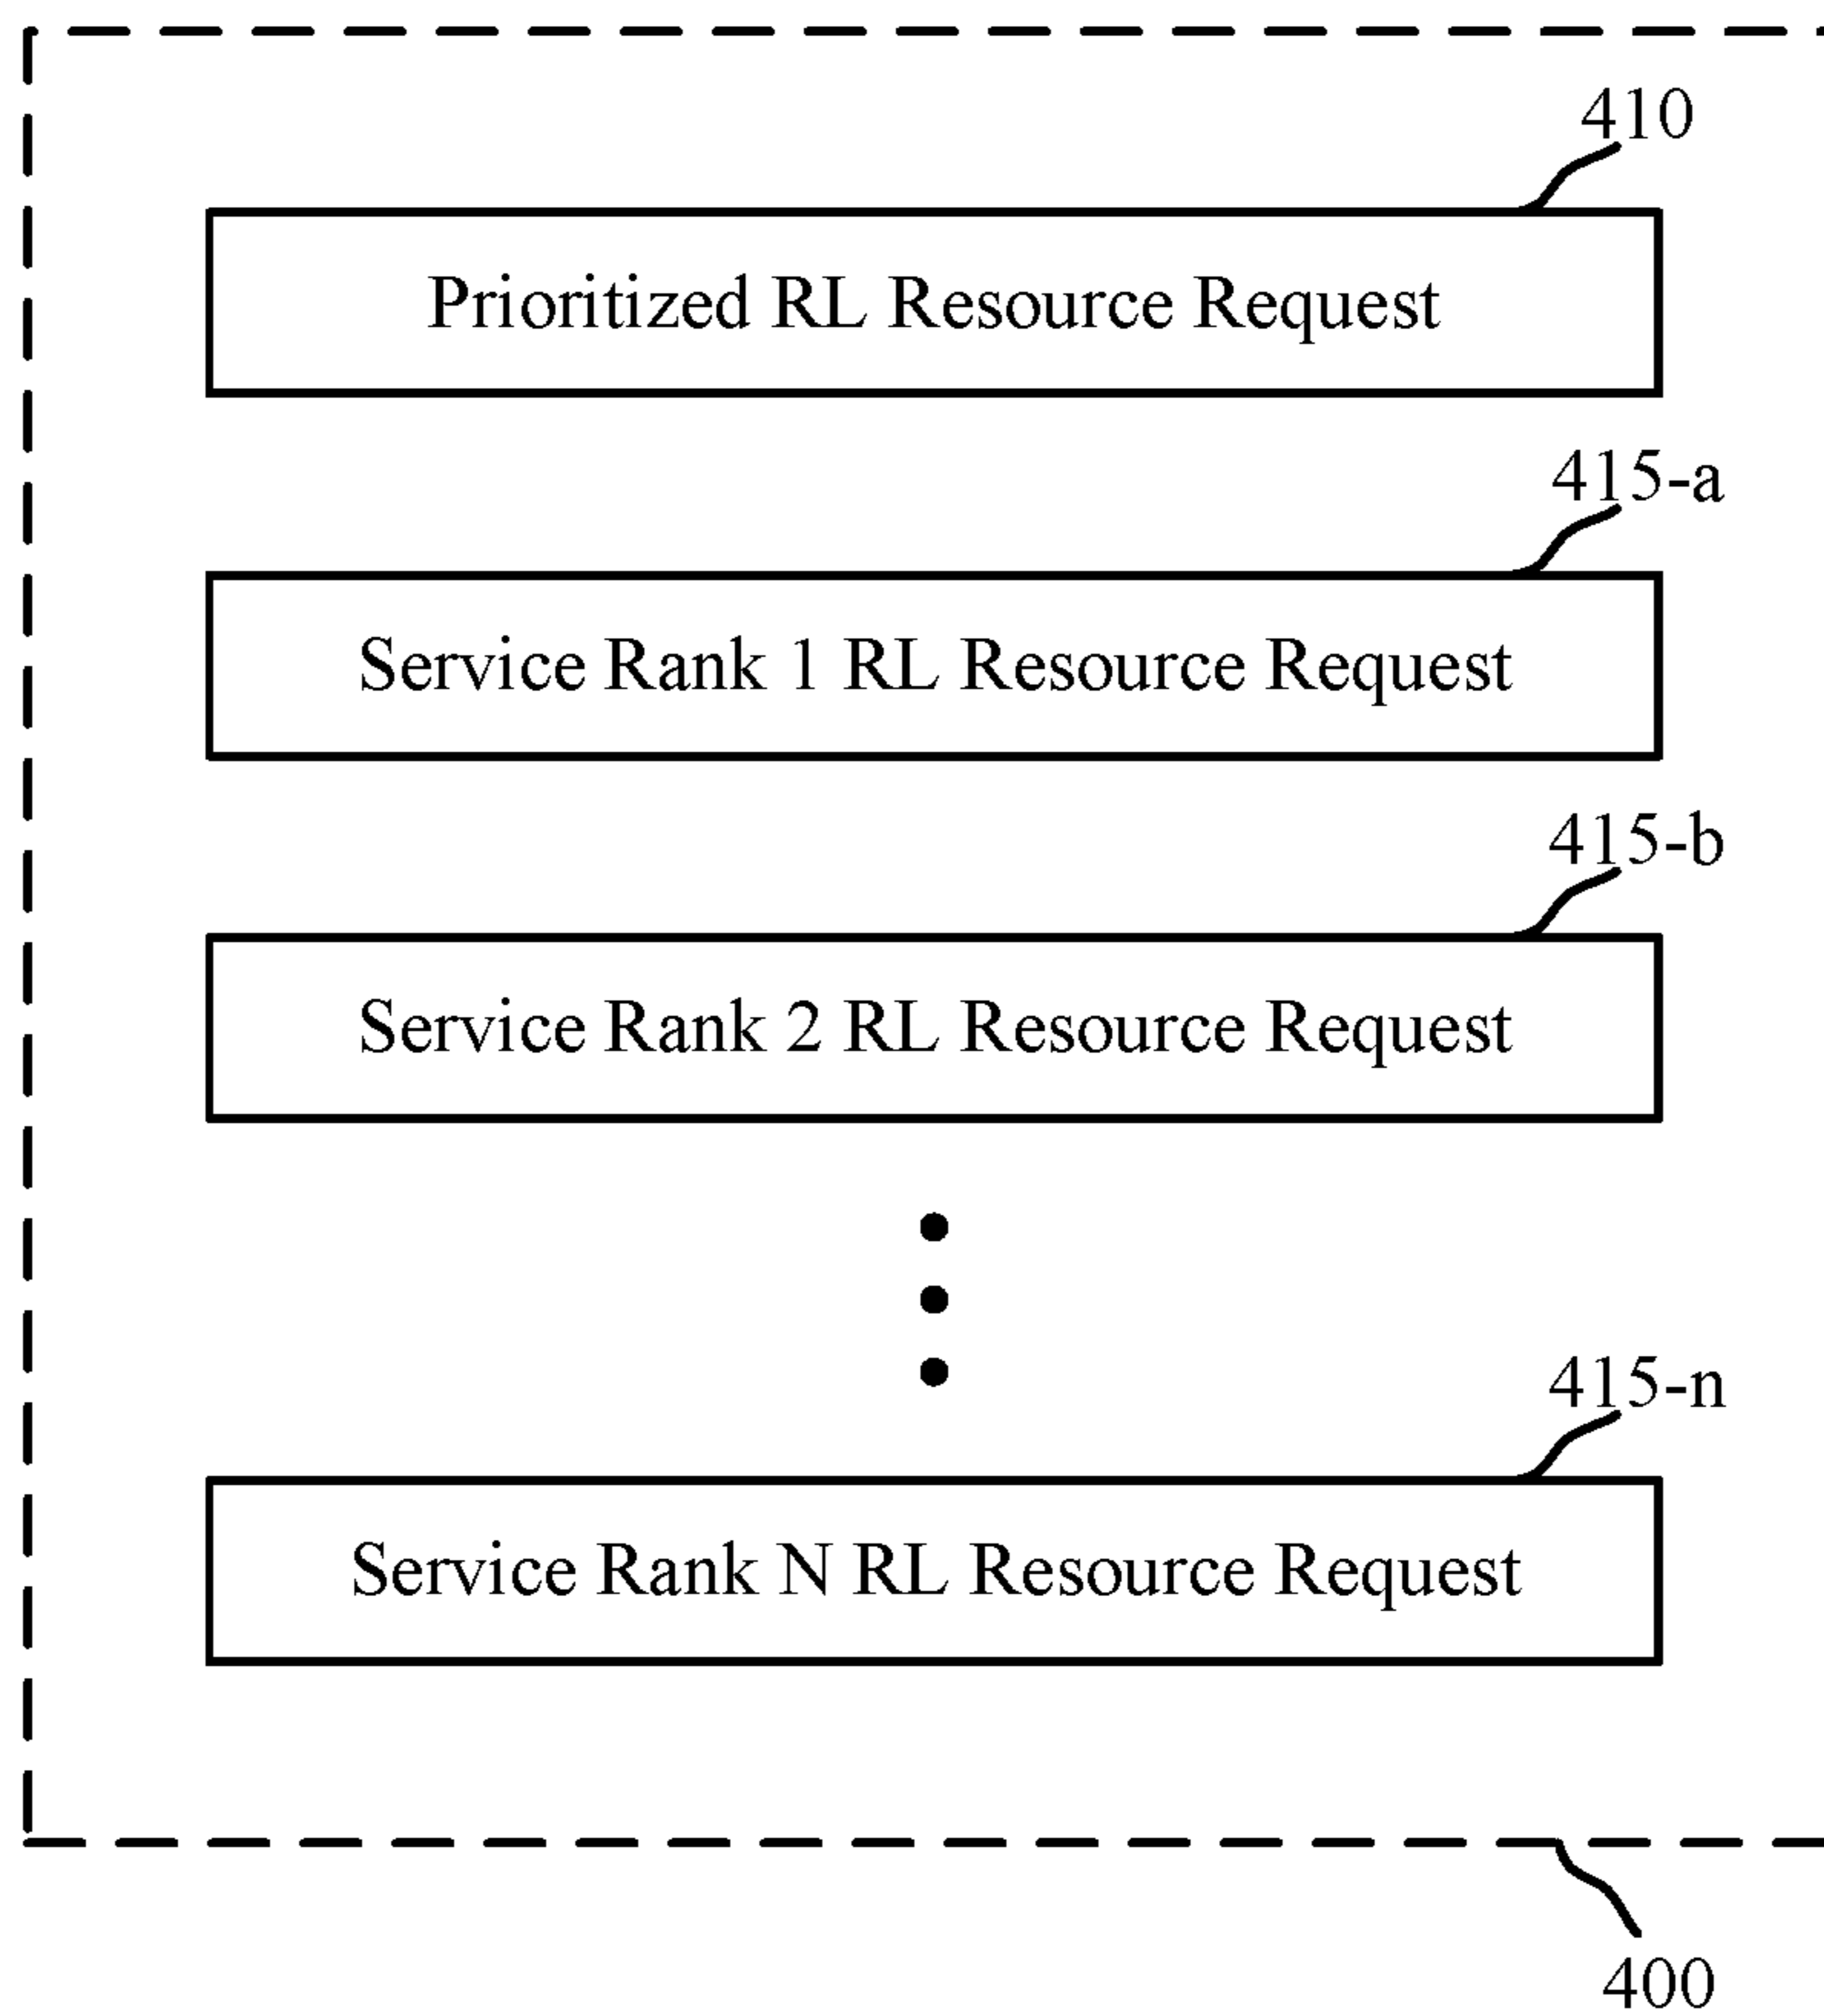 410
Prioritized RL Resource Request
415-a
Service Rank 1 RL Resource Request
415-b
Service Rank 2 RL Resource Request
415-n
Service Rank N RL Resource Request
400